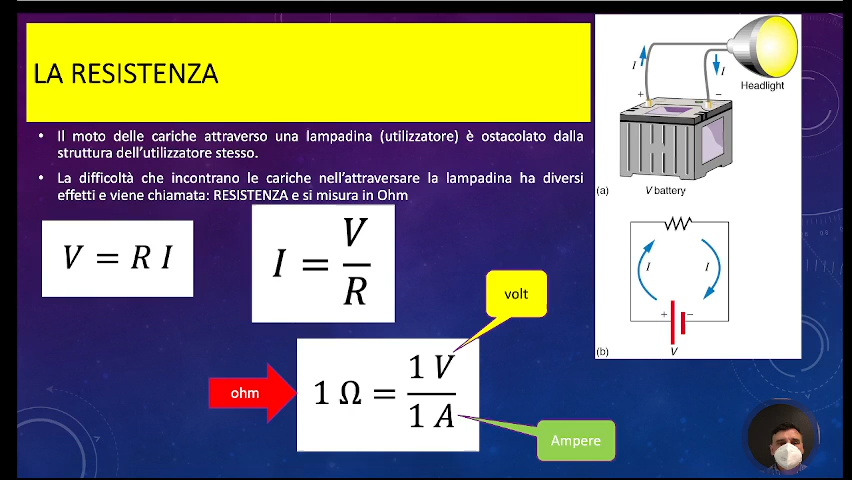 LA RESISTENZA
• Il moto delle cariche attraverso una lampadina (utilizzatore) è ostacolato dalla
struttura dell'utilizzatore stesso.
• La difficoltà che incontrano le cariche nell'attraversare la lampadina ha diversi
effetti e viene chiamata: RESISTENZA e si misura in Ohm
V = R I
I = V/R
volt
ohm
1 Ω = 1 V / 1 A
Ampere
I
I
+
−
Headlight
(a)
V battery
I
I
+
−
(b)
V